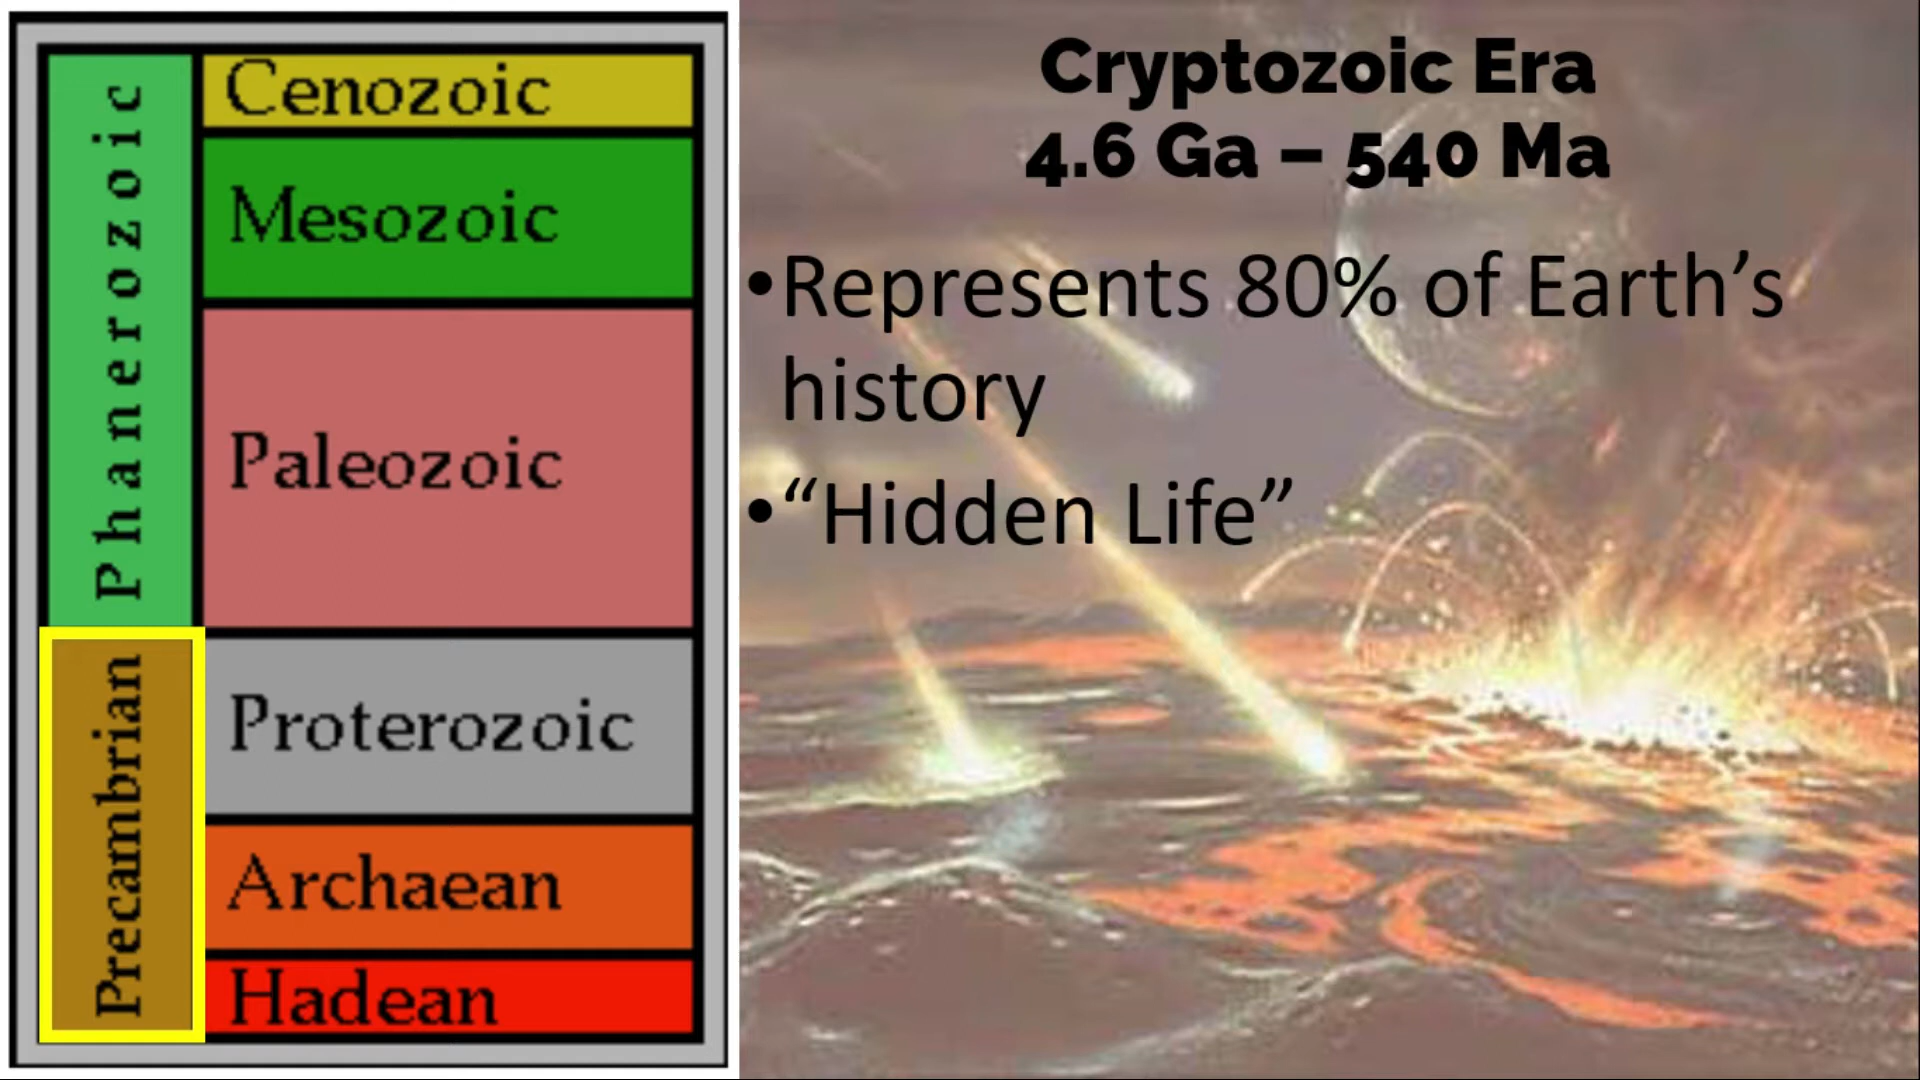 Phanerozoic
Cenozoic
Mesozoic
Paleozoic
Precambrian
Proterozoic
Archaean
Hadean
Cryptozoic Era
4.6 Ga – 540 Ma
•Represents 80% of Earth’s
history
•“Hidden Life”